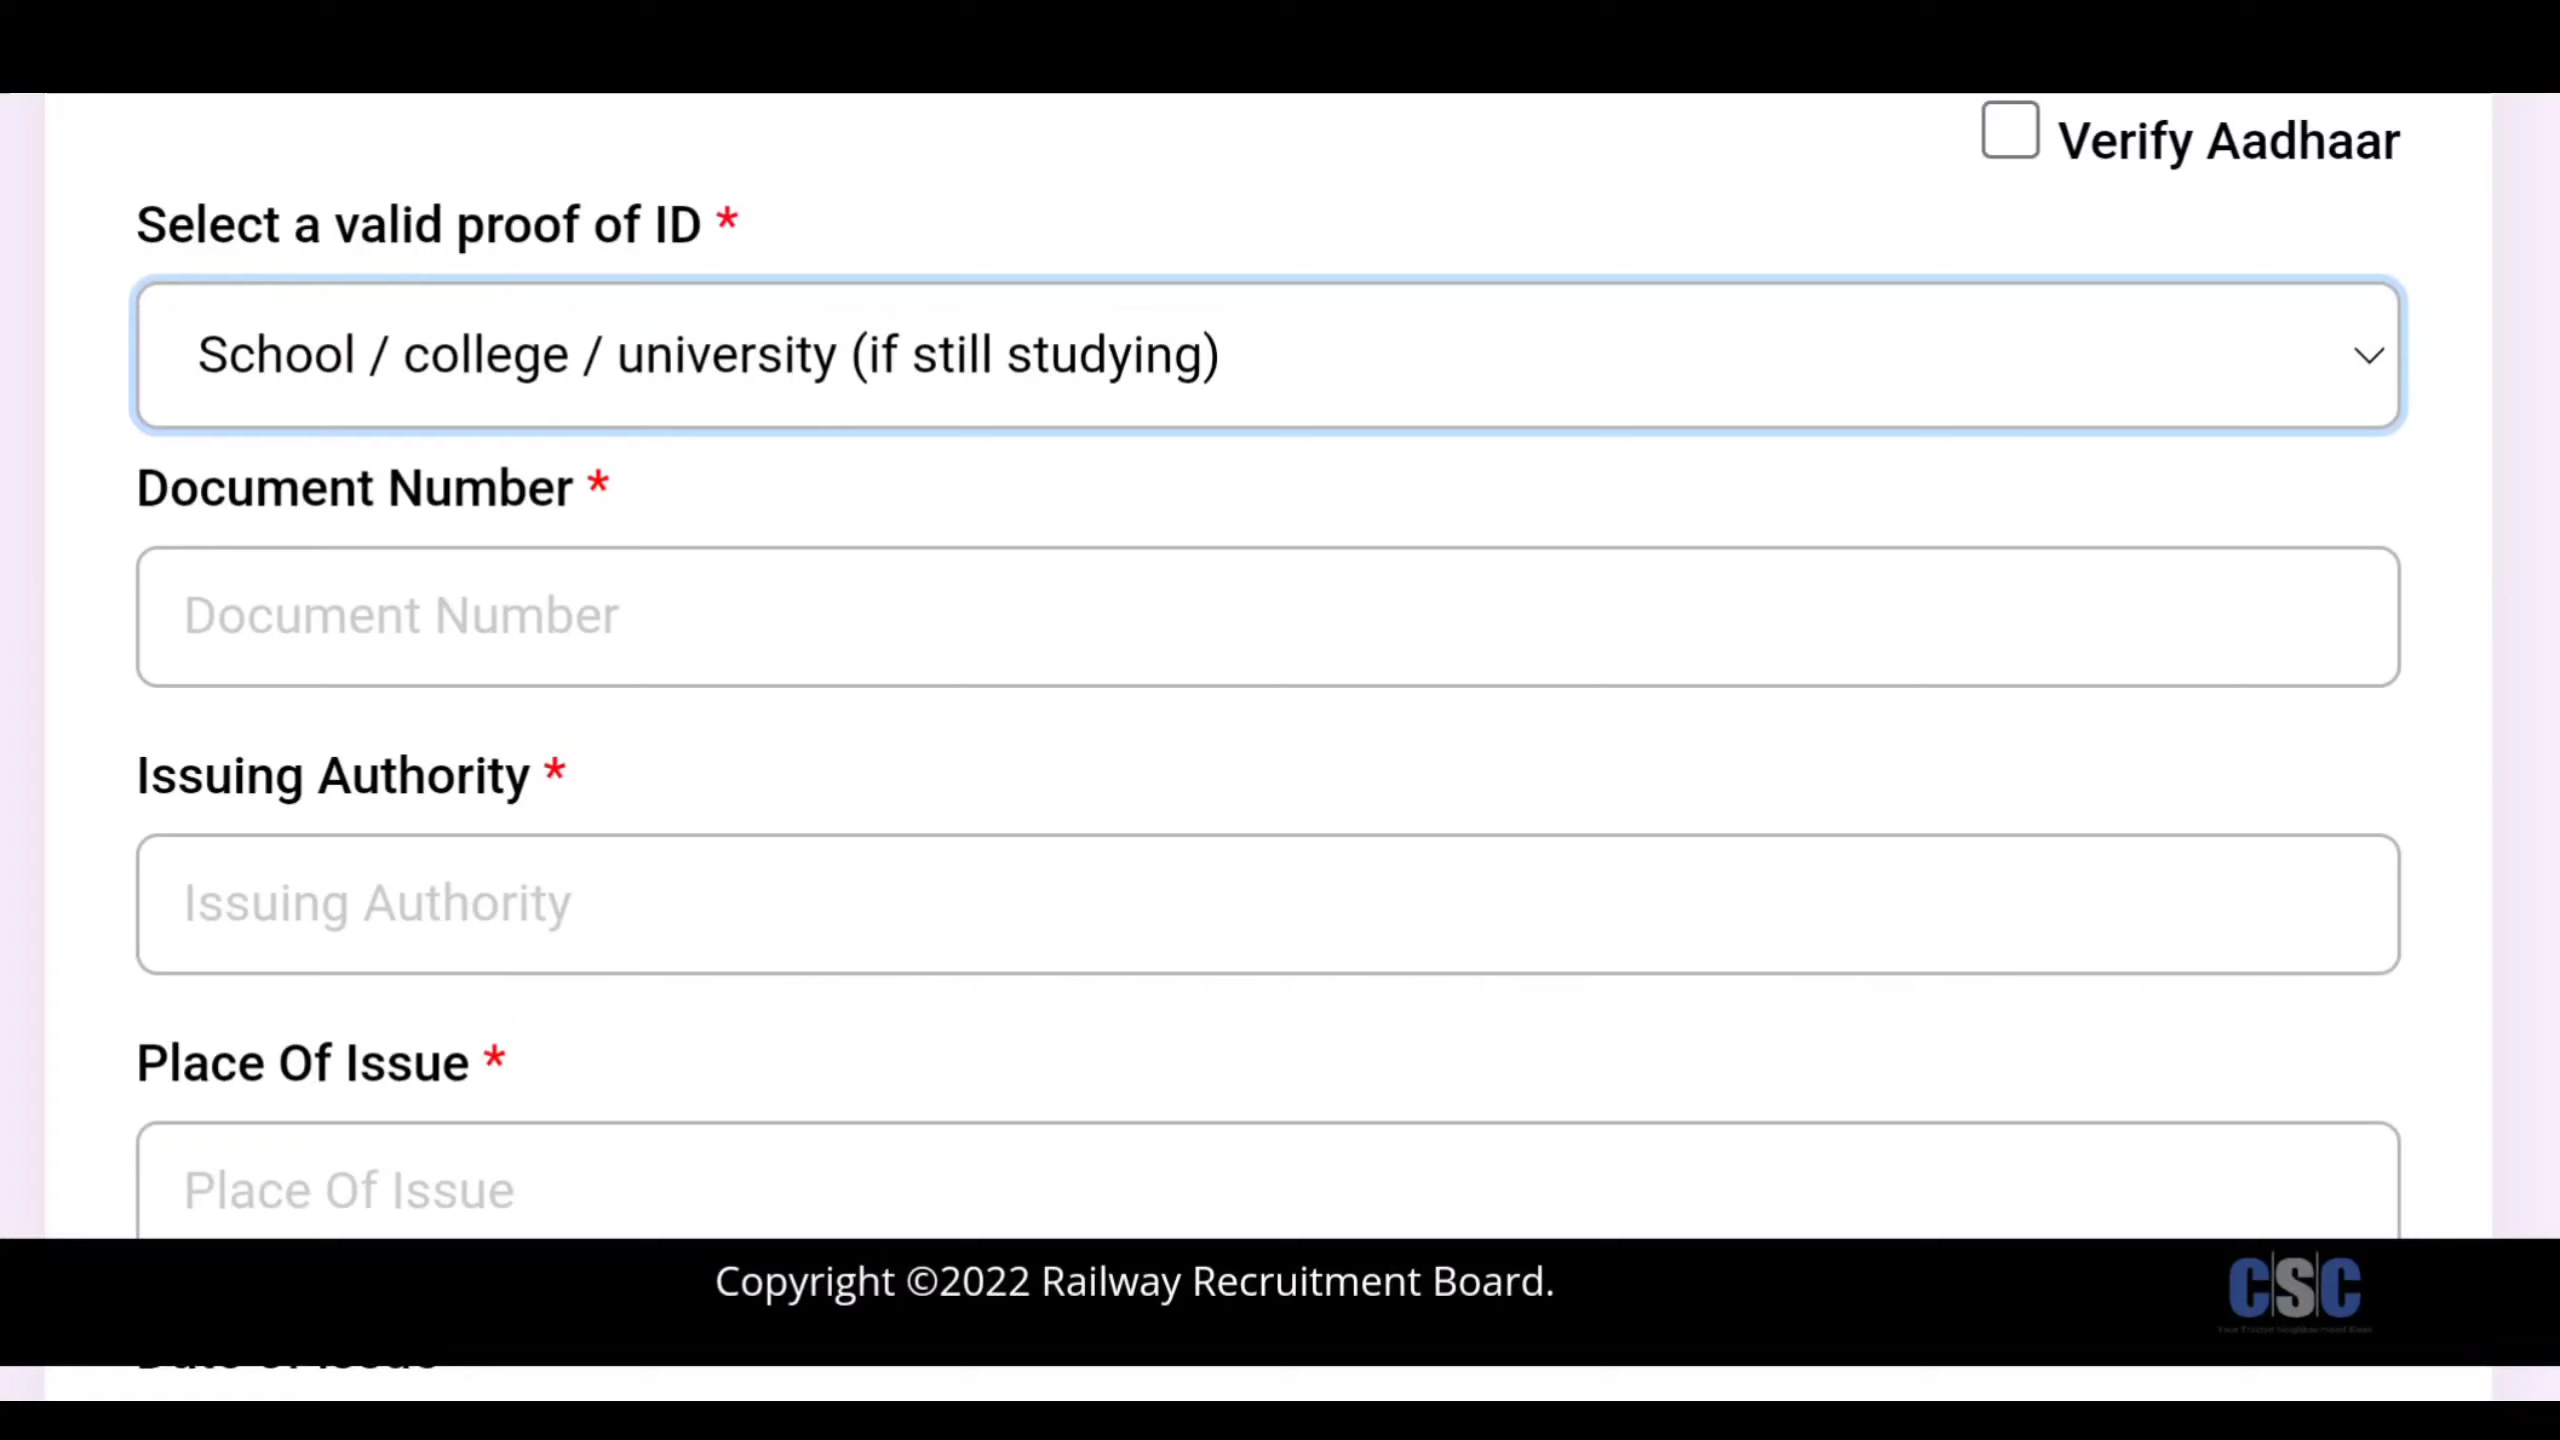 Verify Aadhaar
Select a valid proof of ID *
School / college / university (if still studying)
Document Number *
Document Number
Issuing Authority *
Issuing Authority
Place Of Issue *
Place Of Issue
Copyright ©2022 Railway Recruitment Board.
CSC